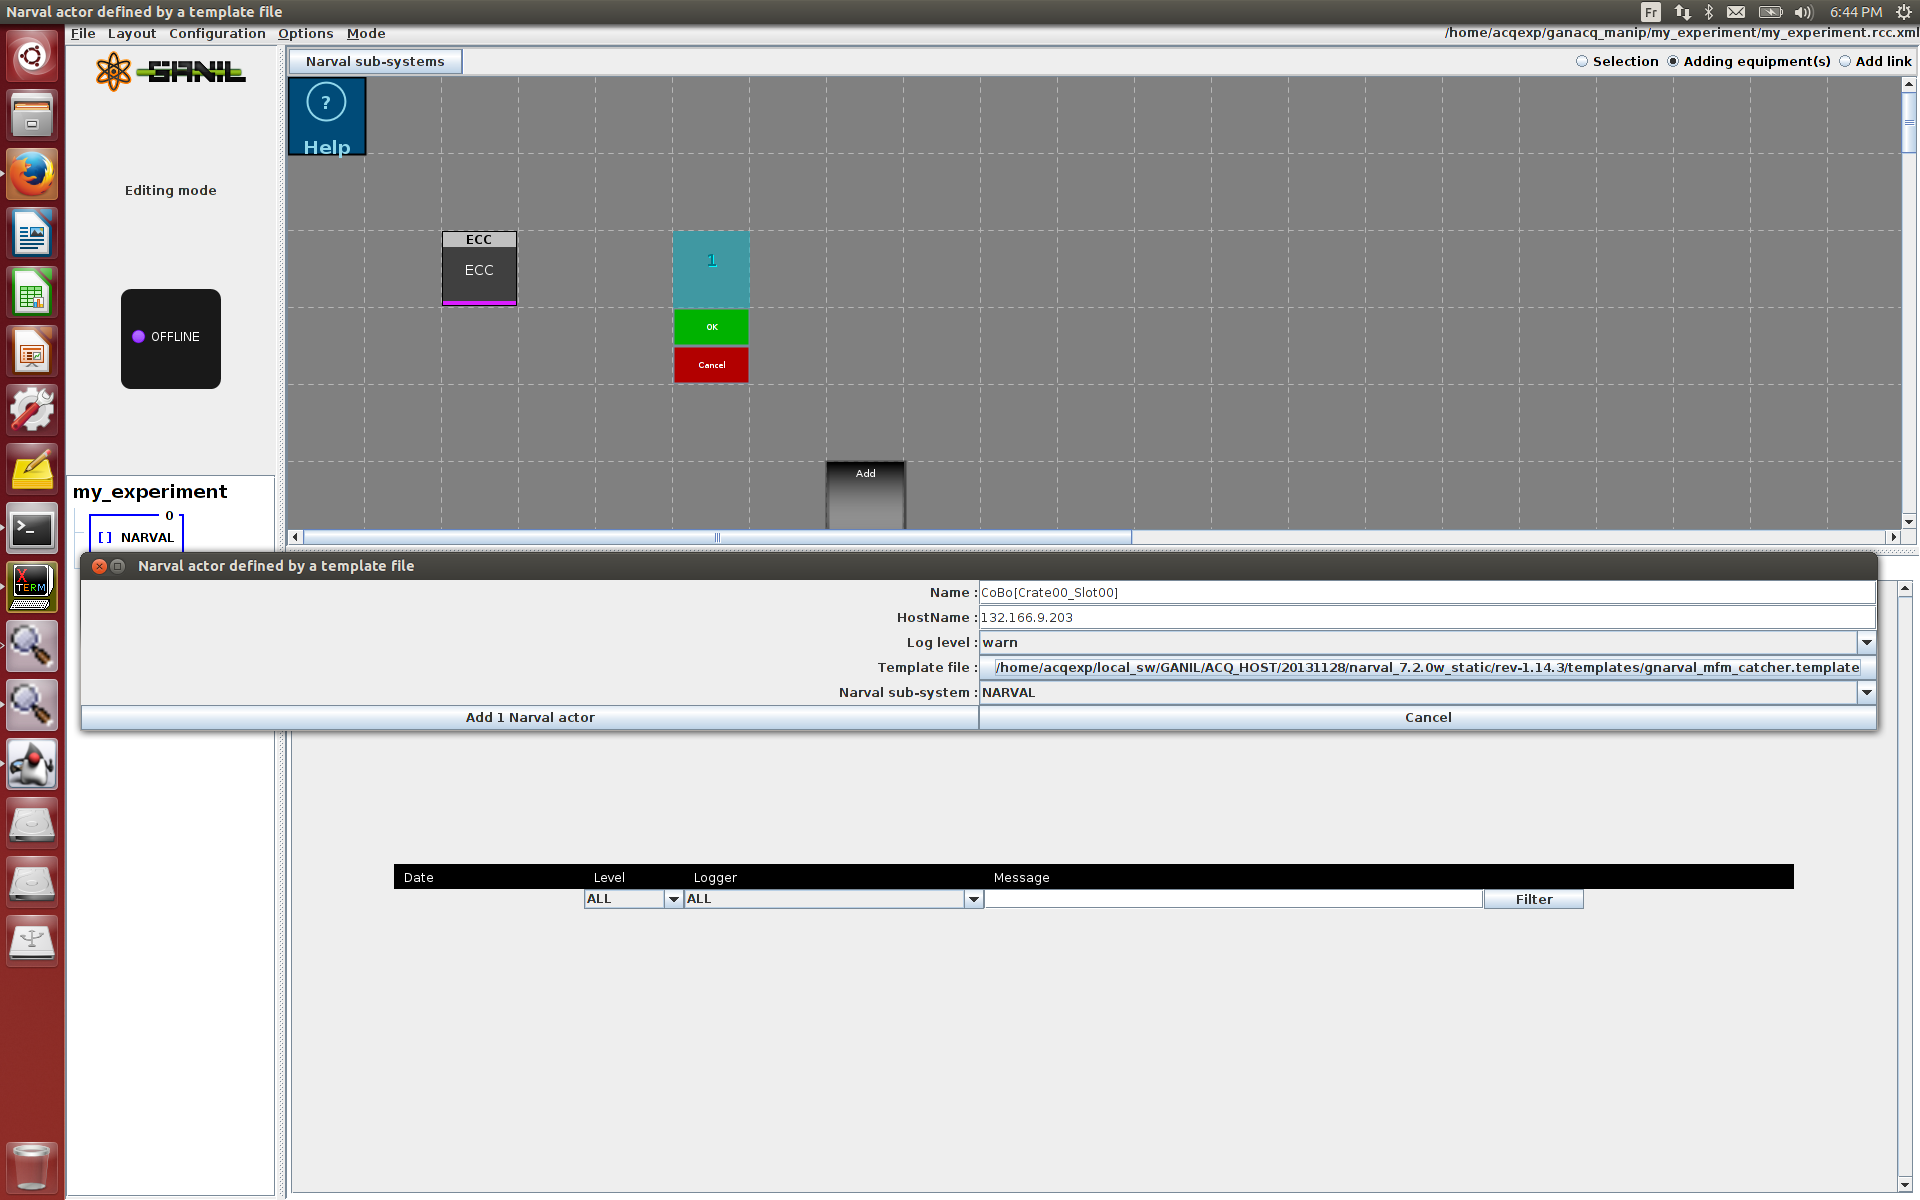 Narval actor defined by a template file
Fr
6:44 PM
File Layout Configuration Options Mode
/home/acqexp/ganacq_manip/my_experiment/my_experiment.rcc.xml
GANIL
Narval sub-systems
Selection Adding equipment(s) Add link
?
Help
Editing mode
ECC
ECC
1
OK
Cancel
OFFLINE
Add
my_experiment
0
[ ] NARVAL
Narval actor defined by a template file
Name : CoBo[Crate00_Slot00]
HostName : 132.166.9.203
Log level : warn
Template file : /home/acqexp/local_sw/GANIL/ACQ_HOST/20131128/narval_7.2.0w_static/rev-1.14.3/templates/gnarval_mfm_catcher.template
Narval sub-system : NARVAL
Add 1 Narval actor Cancel
X TERM
Date Level Logger Message
ALL ALL Filter